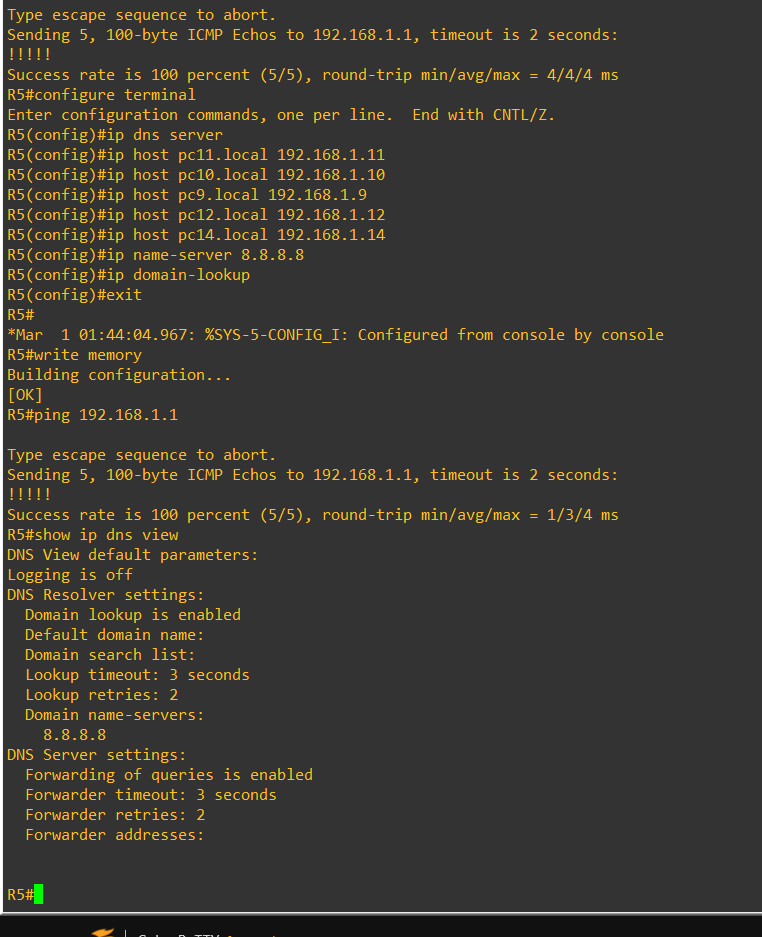 Type escape sequence to abort.
Sending 5, 100-byte ICMP Echos to 192.168.1.1, timeout is 2 seconds:
!!!!!
Success rate is 100 percent (5/5), round-trip min/avg/max = 4/4/4 ms
R5#configure terminal
Enter configuration commands, one per line.  End with CNTL/Z.
R5(config)#ip dns server
R5(config)#ip host pc11.local 192.168.1.11
R5(config)#ip host pc10.local 192.168.1.10
R5(config)#ip host pc9.local 192.168.1.9
R5(config)#ip host pc12.local 192.168.1.12
R5(config)#ip host pc14.local 192.168.1.14
R5(config)#ip name-server 8.8.8.8
R5(config)#ip domain-lookup
R5(config)#exit
R5#
*Mar  1 01:44:04.967: %SYS-5-CONFIG_I: Configured from console by console
R5#write memory
Building configuration...
[OK]
R5#ping 192.168.1.1
Type escape sequence to abort.
Sending 5, 100-byte ICMP Echos to 192.168.1.1, timeout is 2 seconds:
!!!!!
Success rate is 100 percent (5/5), round-trip min/avg/max = 1/3/4 ms
R5#show ip dns view
DNS View default parameters:
Logging is off
DNS Resolver settings:
  Domain lookup is enabled
  Default domain name:
  Domain search list:
  Lookup timeout: 3 seconds
  Lookup retries: 2
  Domain name-servers:
    8.8.8.8
DNS Server settings:
  Forwarding of queries is enabled
  Forwarder timeout: 3 seconds
  Forwarder retries: 2
  Forwarder addresses:
R5#